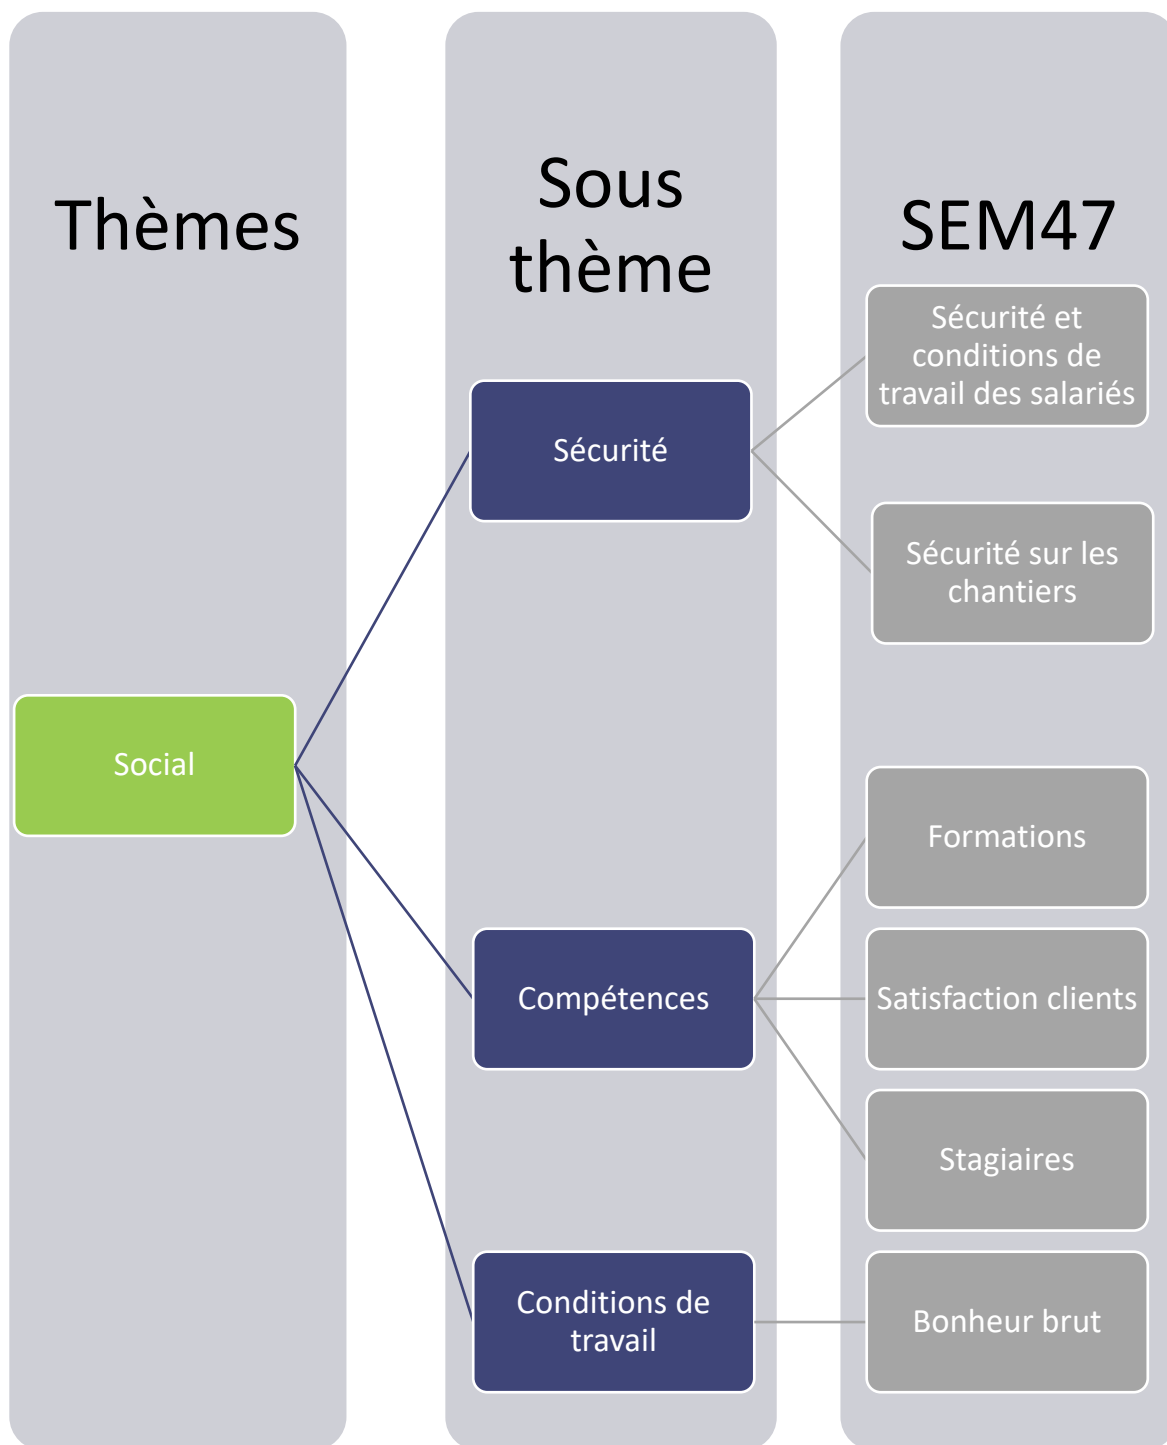 Thèmes
Sous
thème
SEM47
Sécurité et
conditions de
travail des salariés
Sécurité
Sécurité sur les
chantiers
Social
Formations
Compétences
Satisfaction clients
Stagiaires
Conditions de
travail
Bonheur brut